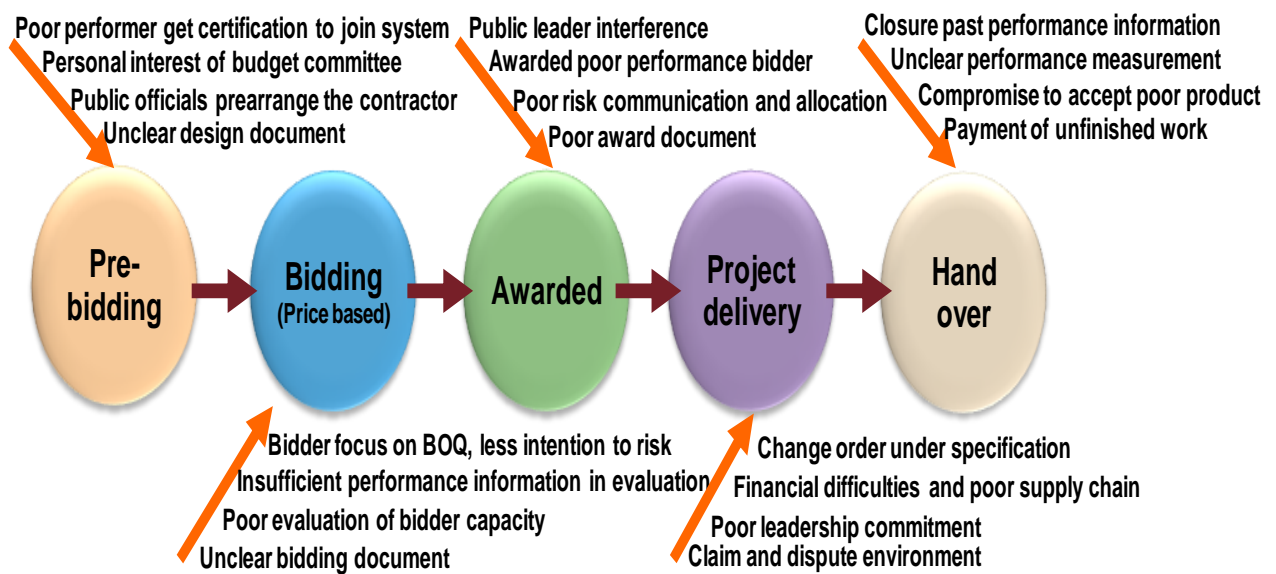 Poor performer get certification to join system
Personal interest of budget committee
Public officials prearrange the contractor
Unclear design document
Public leader interference
Awarded poor performance bidder
Poor risk communication and allocation
Poor award document
Closure past performance information
Unclear performance measurement
Compromise to accept poor product
Payment of unfinished work
Pre-
bidding
Bidding
(Price based)
Awarded
Project
delivery
Hand
over
Bidder focus on BOQ, less intention to risk
Insufficient performance information in evaluation
Poor evaluation of bidder capacity
Unclear bidding document
Change order under specification
Financial difficulties and poor supply chain
Poor leadership commitment
Claim and dispute environment